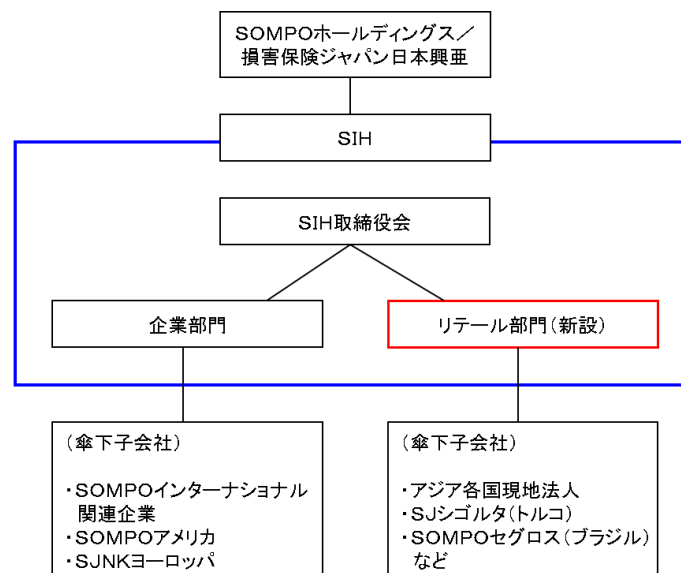 SOMPOホールディングス／
損害保険ジャパン日本興亜
SIH
SIH取締役会
企業部門
リテール部門（新設）
（傘下子会社）
・SOMPOインターナショナル
関連企業
・SOMPOアメリカ
・SJNKヨーロッパ
（傘下子会社）
・アジア各国現地法人
・SJシゴルタ（トルコ）
・SOMPOセグロス（ブラジル）
など